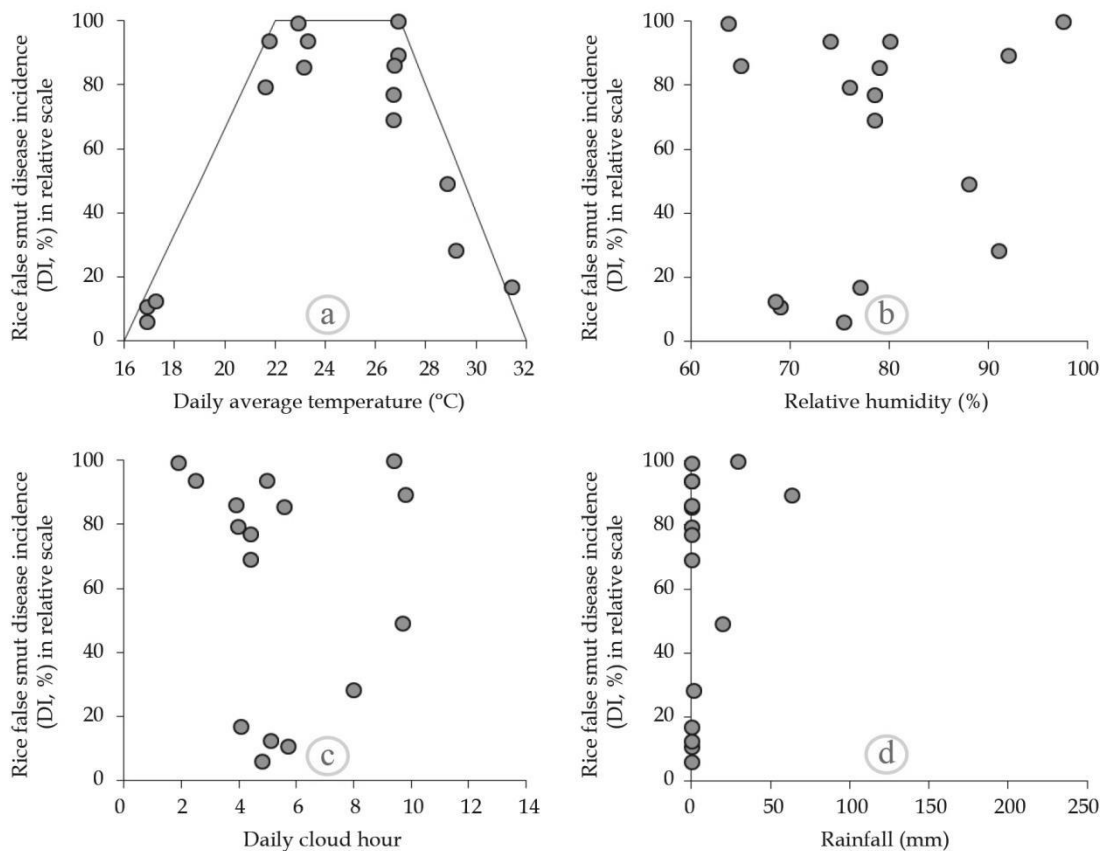 Rice false smut disease incidence
(DI, %) in relative scale
100
80
60
40
20
0
16 17 20 22 24 26 28 30 32
Daily average temperature (ºC)
a
Rice false smut disease incidence
(DI, %) in relative scale
100
80
60
40
20
0
60 70 80 90 100
Relative humidity (%)
b
Rice false smut disease incidence
(DI, %) in relative scale
100
80
60
40
20
0
0 2 4 6 8 10 12 14
Daily cloud hour
c
Rice false smut disease incidence
(DI, %) in relative scale
100
80
60
40
20
0
0 50 100 150 200 250
Rainfall (mm)
d